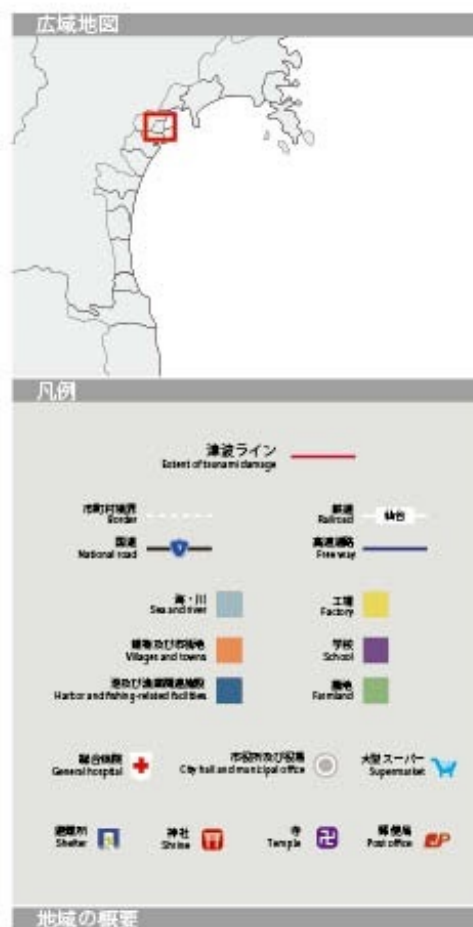 広域地図
凡例
津波ライン
Extent of tsunami damage
市町村境界
Border
鉄道
Railroad
仙台
国道
National road
高速道路
Free way
海・川
Sea and river
工場
Factory
建物及び市街地
Villages and towns
学校
School
港及び漁業関連施設
Harbor and fishing-related facilities
農地
Farmland
総合病院
General hospital
市役所及び役場
City hall and municipal office
大型スーパー
Supermarket
避難所
Shelter
神社
Shrine
寺
Temple
郵便局
Post office
地域の概要